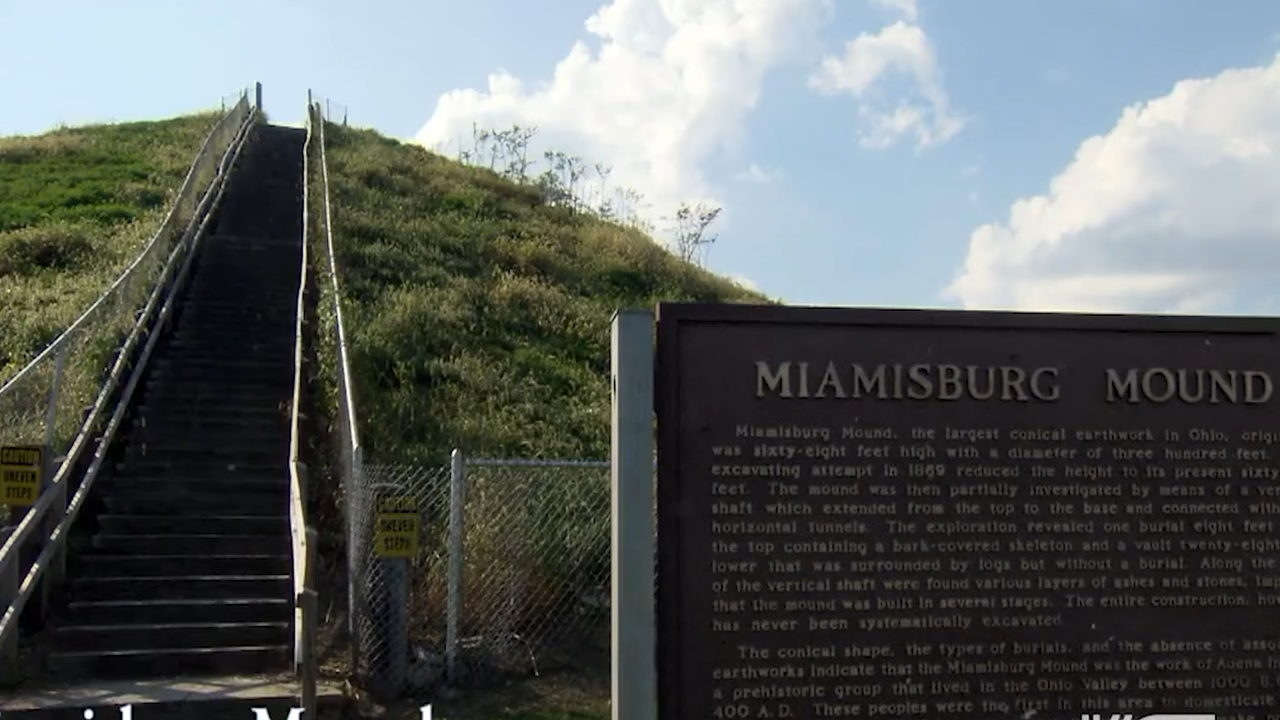 MIAMISBURG MOUND
Miamisburg Mound, the largest conical earthwork in Ohio,
was sixty-eight feet high with a diameter of three hundred feet.
excavating attempt in 1869 reduced the height to its present sixty
feet. The mound was then partially investigated by means of a
shaft which extended from the top to the base and connected with
horizontal tunnels. The exploration revealed one burial eight feet
the top containing a bark-covered skeleton and a vault twenty-eight
lower that was surrounded by logs but without a burial. Along the
of the vertical shaft were found various layers of ashes and stones,
that the mound was built in several stages. The entire construction,
has never been systematically excavated.
The conical shape, the types of burials, and the absence of
earthworks indicate that the Miamisburg Mound was the work of Adena
a prehistoric group that lived in the Ohio Valley between 1000 B.
400 A.D. These peoples were the first in this area to domesticate
CAUTION
UNEVEN
STEPS
CAUTION
UNEVEN
STEPS